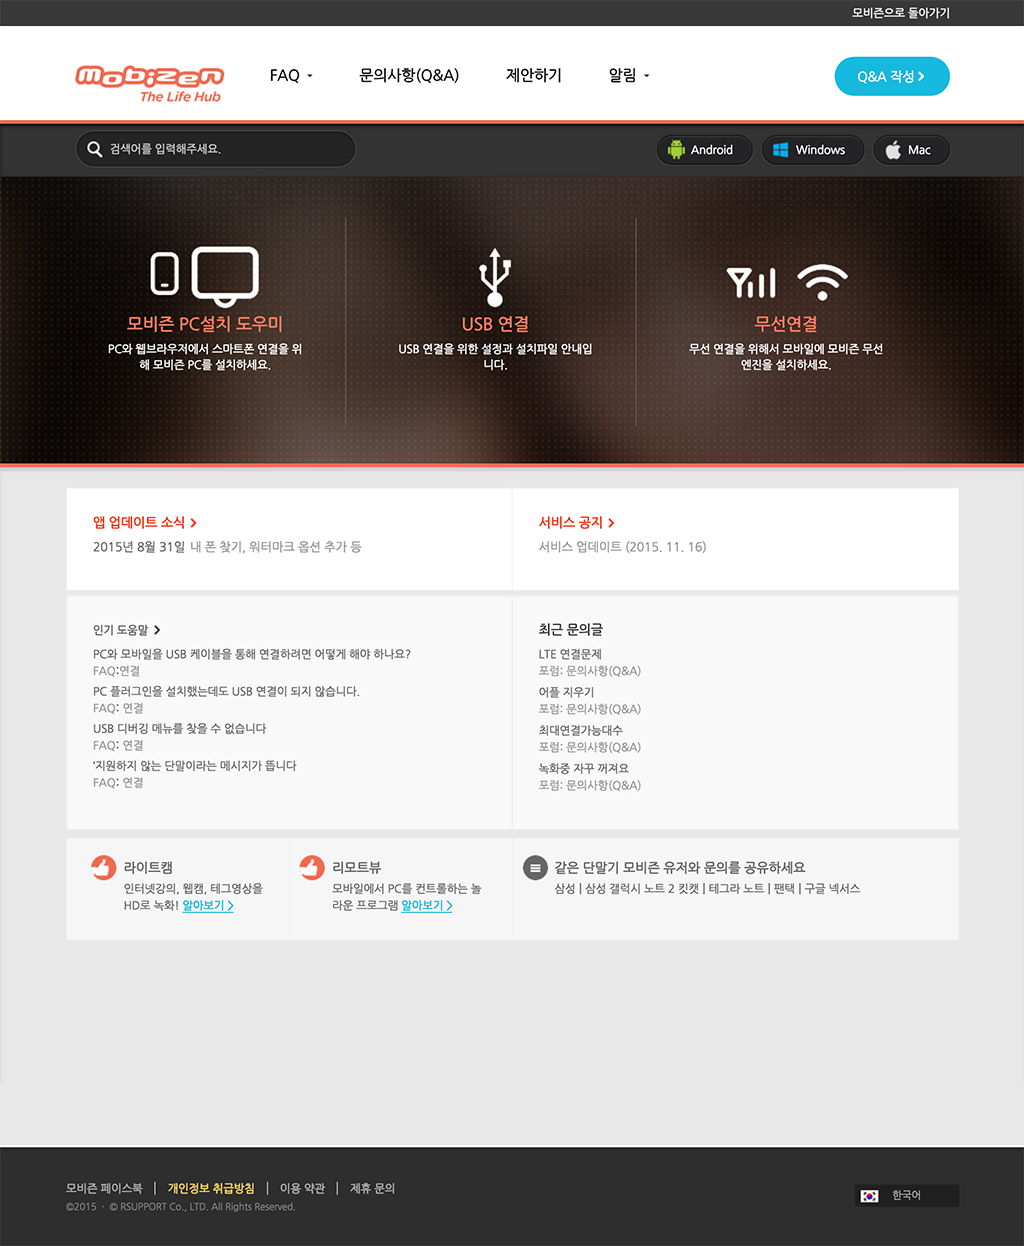 모비즌으로 돌아가기
mobizen
The Life Hub
FAQ
문의사항(Q&A)
제안하기
알림
Q&A 작성
검색어를 입력해주세요.
Android
Windows
Mac
모비즌 PC설치 도우미
PC와 웹브라우저에서 스마트폰 연결을 위
해 모비즌 PC를 설치하세요.
USB 연결
USB 연결을 위한 설정과 설치파일 안내입
니다.
무선연결
무선 연결을 위해서 모바일에 모비즌 무선
엔진을 설치하세요.
앱 업데이트 소식
2015년 8월 31일 내 폰 찾기, 워터마크 옵션 추가 등
서비스 공지
서비스 업데이트 (2015. 11. 16)
인기 도움말
PC와 모바일을 USB 케이블을 통해 연결하려면 어떻게 해야 하나요?
FAQ:연결
PC 플러그인을 설치했는데도 USB 연결이 되지 않습니다.
FAQ: 연결
USB 디버깅 메뉴를 찾을 수 없습니다
FAQ: 연결
'지원하지 않는 단말이라는 메시지가 뜹니다
FAQ: 연결
최근 문의글
LTE 연결문제
포럼: 문의사항(Q&A)
어플 지우기
포럼: 문의사항(Q&A)
최대연결가능대수
포럼: 문의사항(Q&A)
녹화중 자꾸 꺼져요
포럼: 문의사항(Q&A)
라이트캠
인터넷강의, 웹캠, 테그영상을
HD로 녹화! 알아보기 >
리모트뷰
모바일에서 PC를 컨트롤하는 놀
라운 프로그램 알아보기 >
같은 단말기 모비즌 유저와 문의를 공유하세요
삼성 | 삼성 갤럭시 노트 2 킷캣 | 테그라 노트 | 팬택 | 구글 넥서스
모비즌 페이스북 | 개인정보 취급방침 | 이용 약관 | 제휴 문의
©2015 · © RSUPPORT Co., LTD. All Rights Reserved.
한국어